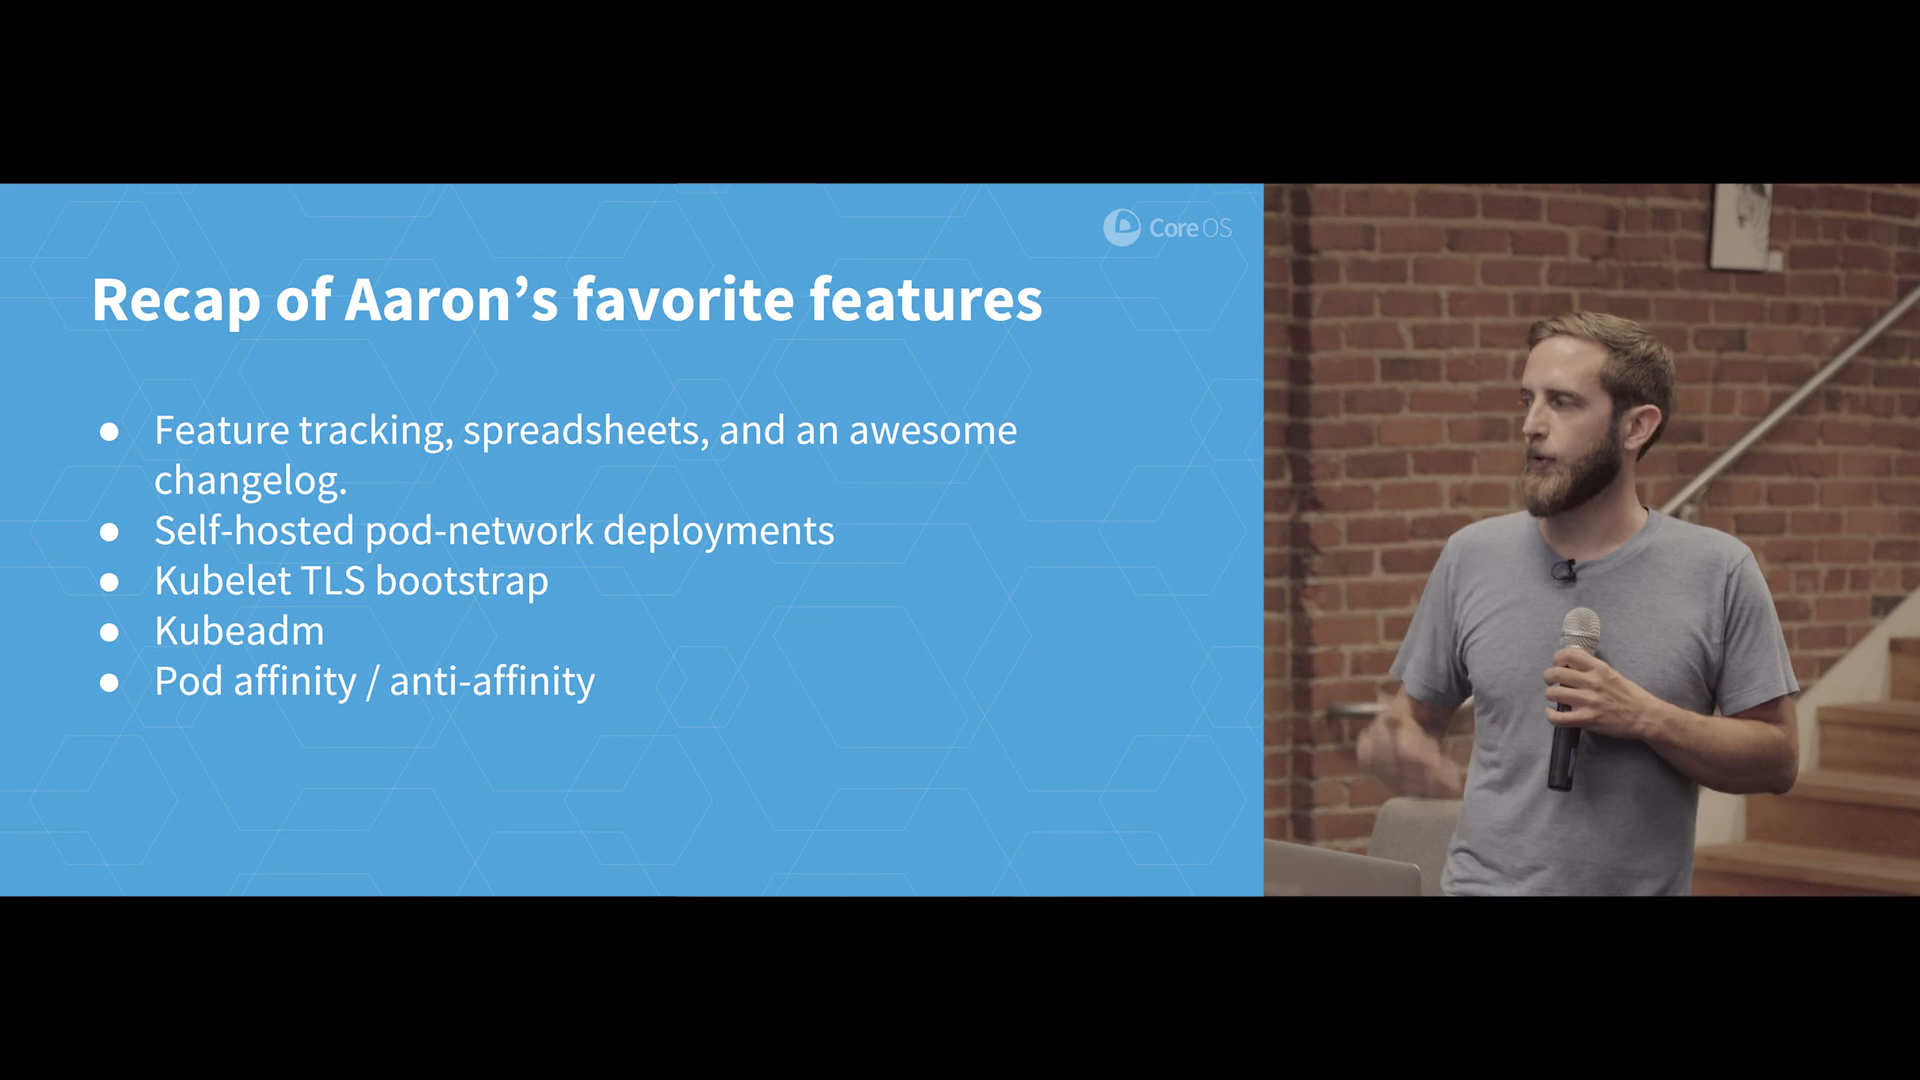 CoreOS
Recap of Aaron’s favorite features
● Feature tracking, spreadsheets, and an awesome
changelog.
● Self-hosted pod-network deployments
● Kubelet TLS bootstrap
● Kubeadm
● Pod affinity / anti-affinity